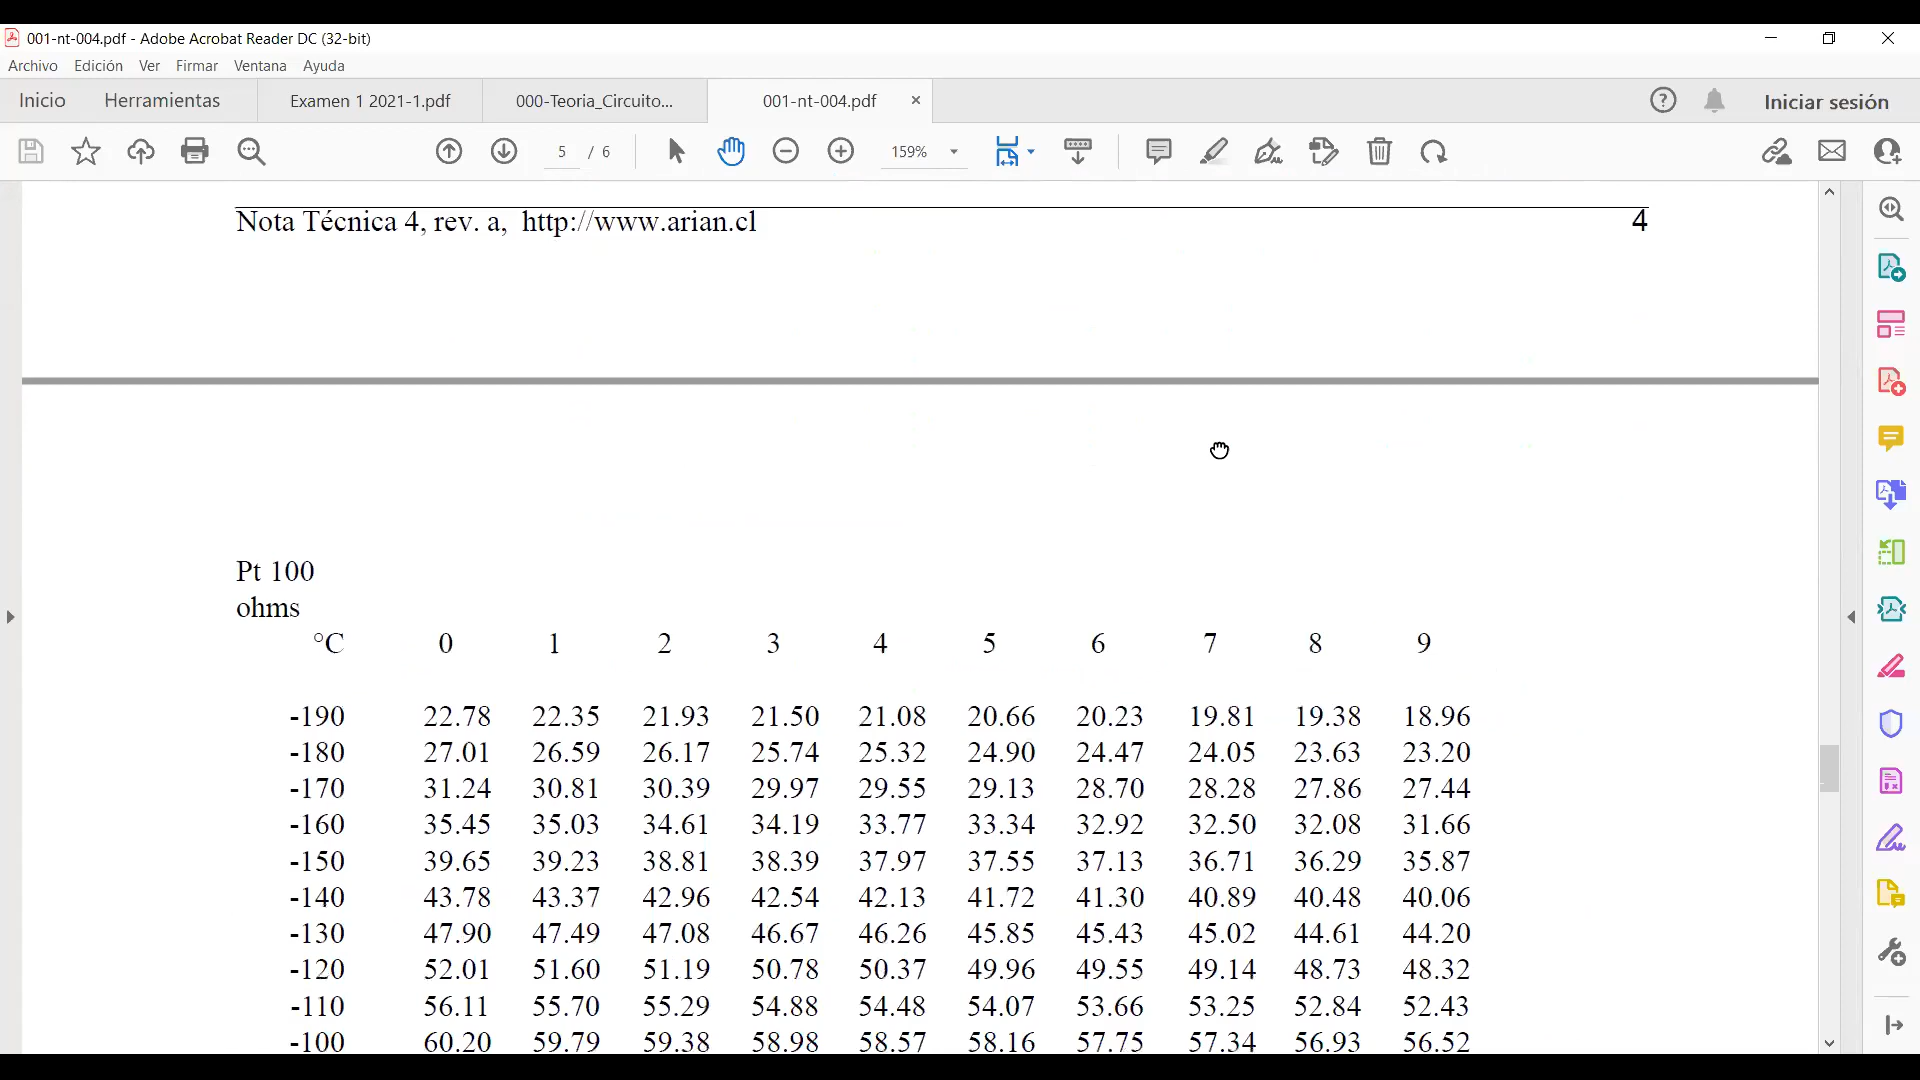 001-nt-004.pdf - Adobe Acrobat Reader DC (32-bit)
Archivo Edición Ver Firmar Ventana Ayuda
Inicio Herramientas Examen 1 2021-1.pdf 000-Teoria_Circuito... 001-nt-004.pdf × Iniciar sesión
5 / 6 159%
Nota Técnica 4, rev. a, http://www.arian.cl 4
Pt 100
ohms
°C 0 1 2 3 4 5 6 7 8 9
-190 22.78 22.35 21.93 21.50 21.08 20.66 20.23 19.81 19.38 18.96
-180 27.01 26.59 26.17 25.74 25.32 24.90 24.47 24.05 23.63 23.20
-170 31.24 30.81 30.39 29.97 29.55 29.13 28.70 28.28 27.86 27.44
-160 35.45 35.03 34.61 34.19 33.77 33.34 32.92 32.50 32.08 31.66
-150 39.65 39.23 38.81 38.39 37.97 37.55 37.13 36.71 36.29 35.87
-140 43.78 43.37 42.96 42.54 42.13 41.72 41.30 40.89 40.48 40.06
-130 47.90 47.49 47.08 46.67 46.26 45.85 45.43 45.02 44.61 44.20
-120 52.01 51.60 51.19 50.78 50.37 49.96 49.55 49.14 48.73 48.32
-110 56.11 55.70 55.29 54.88 54.48 54.07 53.66 53.25 52.84 52.43
-100 60.20 59.79 59.38 58.98 58.57 58.16 57.75 57.34 56.93 56.52